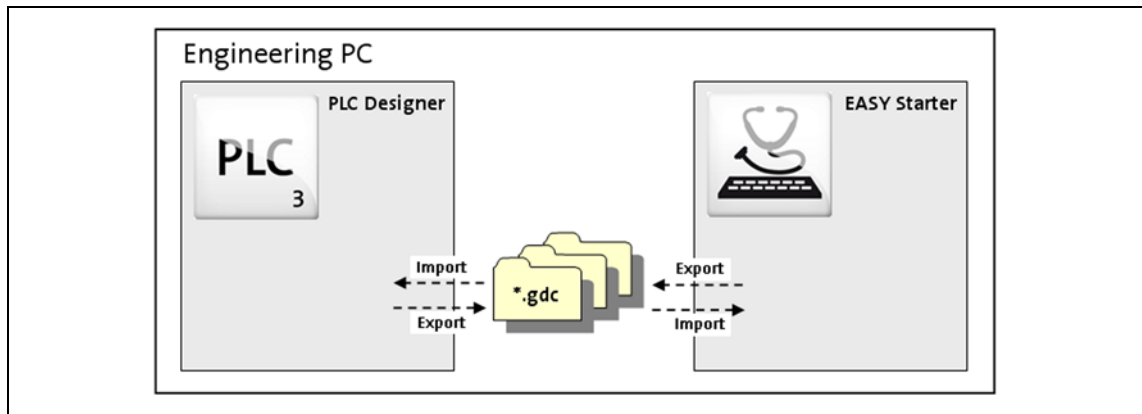 Engineering PC
PLC Designer
PLC
3
EASY Starter
Import
*.gdc
Export
Export
Import